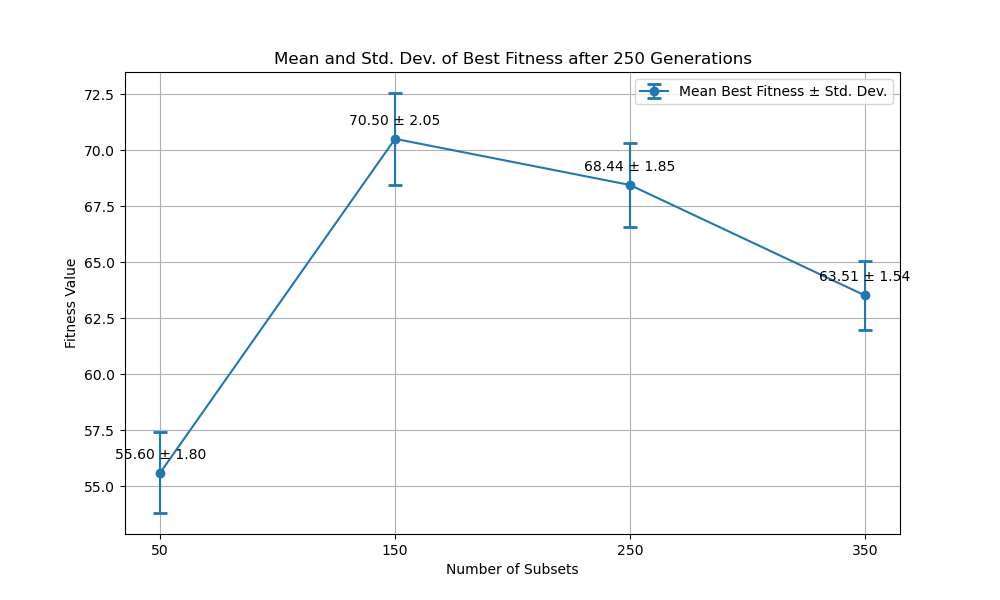 Mean and Std. Dev. of Best Fitness after 250 Generations
Mean Best Fitness ± Std. Dev.
72.5
70.0
67.5
65.0
62.5
60.0
57.5
55.0
Fitness Value
70.50 ± 2.05
68.44 ± 1.85
63.51 ± 1.54
55.60 ± 1.80
50
150
250
350
Number of Subsets